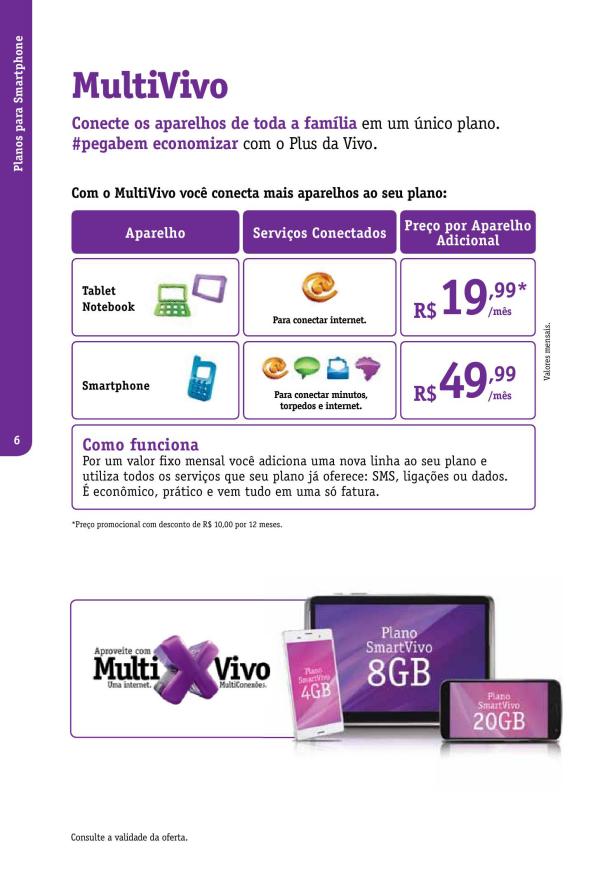 Planos para Smartphone
MultiVivo
Conecte os aparelhos de toda a família em um único plano.
#pegabem economizar com o Plus da Vivo.
Com o MultiVivo você conecta mais aparelhos ao seu plano:
Aparelho
Serviços Conectados
Preço por Aparelho
Adicional
Tablet
Notebook
Para conectar internet.
R$ 19,99*
/mês
Smartphone
Para conectar minutos,
torpedos e internet.
R$ 49,99
/mês
Valores mensais.
6
Como funciona
Por um valor fixo mensal você adiciona uma nova linha ao seu plano e
utiliza todos os serviços que seu plano já oferece: SMS, ligações ou dados.
É econômico, prático e vem tudo em uma só fatura.
*Preço promocional com desconto de R$ 10,00 por 12 meses.
Aproveite com
Multi Vivo
Uma internet. MultiConexões.
Plano
SmartVivo
4GB
Plano
SmartVivo
8GB
Plano
SmartVivo
20GB
Consulte a validade da oferta.